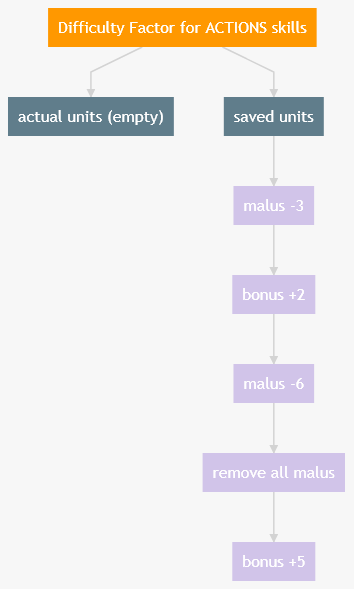 Difficulty Factor for ACTIONS skills
actual units (empty)
saved units
malus -3
bonus +2
malus -6
remove all malus
bonus +5